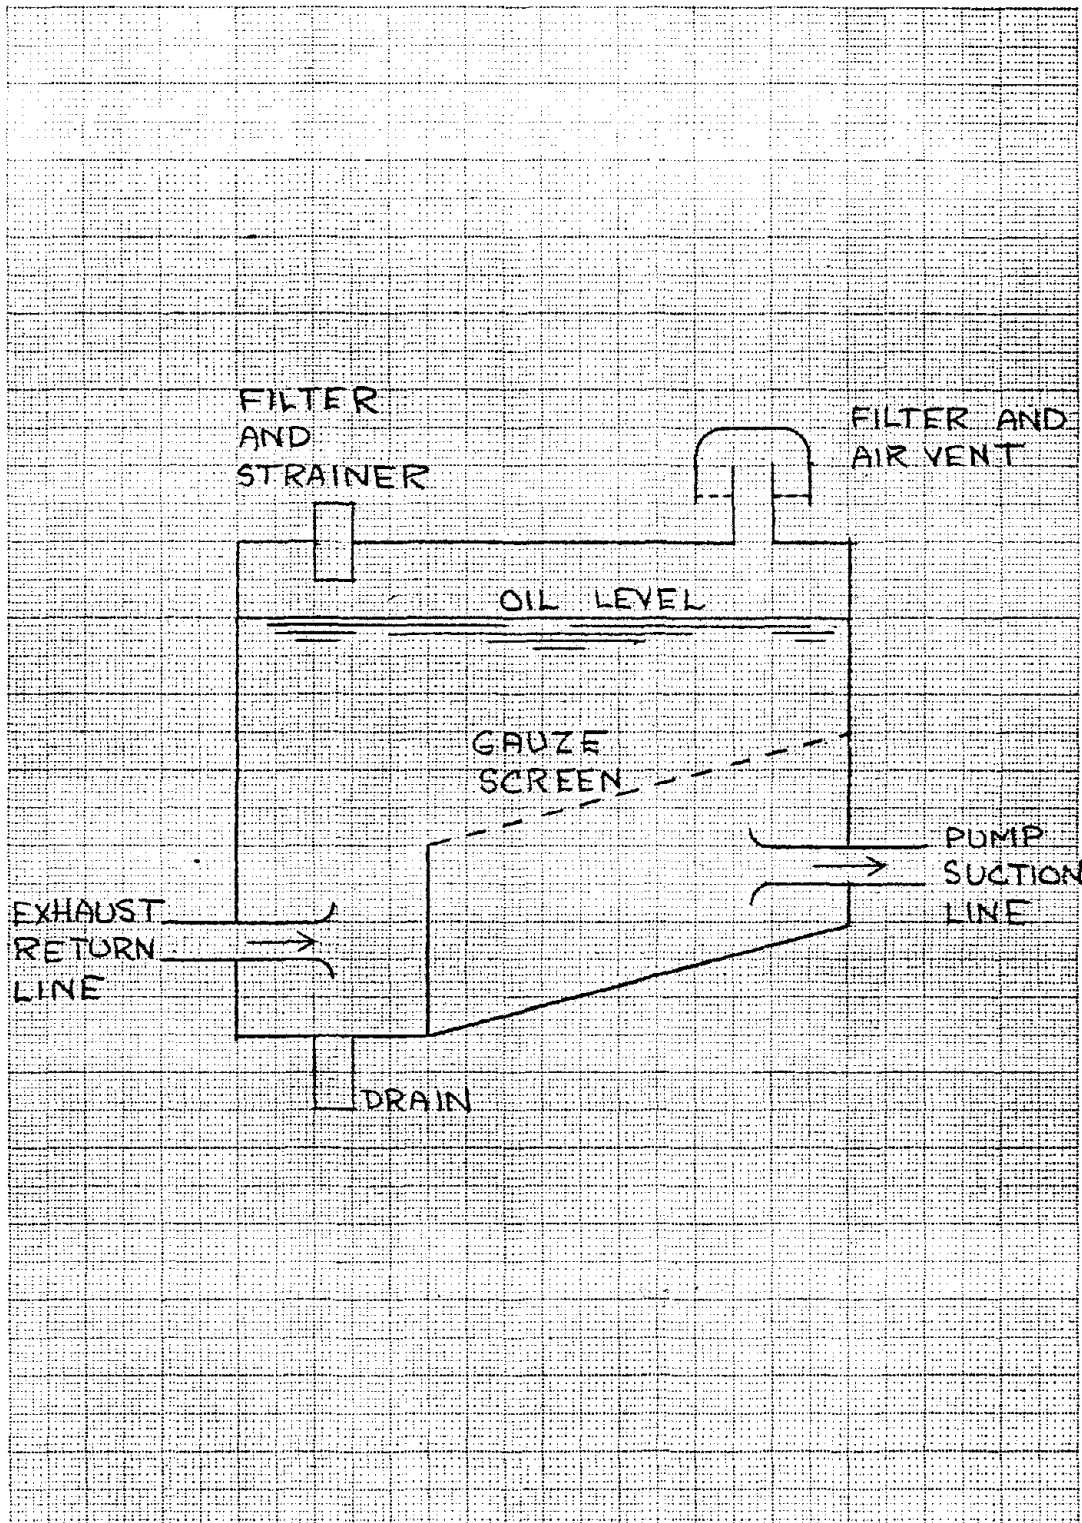 FILTER
AND
STRAINER
FILTER AND
AIR VENT
OIL LEVEL
GAUZE
SCREEN
PUMP
SUCTION
LINE
EXHAUST
RETURN
LINE
DRAIN